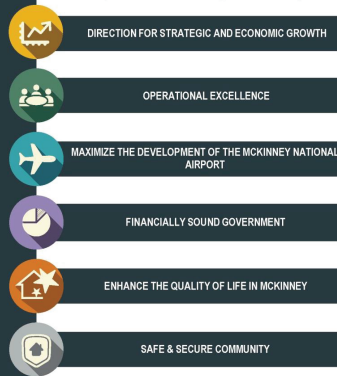 DIRECTION FOR STRATEGIC AND ECONOMIC GROWTH
OPERATIONAL EXCELLENCE
MAXIMIZE THE DEVELOPMENT OF THE MCKINNEY NATIONAL
AIRPORT
FINANCIALLY SOUND GOVERNMENT
ENHANCE THE QUALITY OF LIFE IN MCKINNEY
SAFE & SECURE COMMUNITY